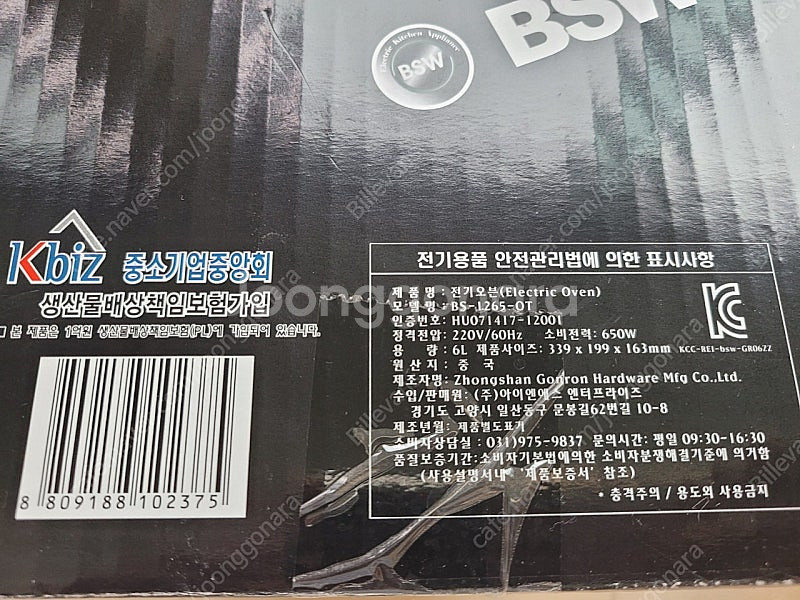 BSW
Electric Kitchen Appliance
BSW
Kbiz 중소기업중앙회
생산물배상책임보험가입
■ 본 제품은 1억원 생산물배상책임보험(PL)에 가입되어 있습니다.
8 809188 102375
전기용품 안전관리법에 의한 표시사항
제 품 명 : 전기오븐(Electric Oven)
모 델 명 : BS-1265-OT
인증번호 : HU071417-12001
정격전압 : 220V/60Hz 소비전력 : 650W
용 량 : 6L 제품사이즈 : 339 x 199 x 163mm KCC-REI-bsw-GR06ZZ
원 산 지 : 중 국
제조자명 : Zhongshan Gonron Hardware Mfg Co.,Ltd.
수입/판매원 : (주)아이엔에스 엔터프라이즈
경기도 고양시 일산동구 문봉길62번길 10-8
제조년월 : 제품별도표기
소비자상담실 : 031)975-9837 문의시간 : 평일 09:30-16:30
품질보증기간 : 소비자기본법에의한 소비자분쟁해결기준에 의거함
(사용설명서내 '제품보증서' 참조)
* 충격주의 / 용도외 사용금지
joonggonara